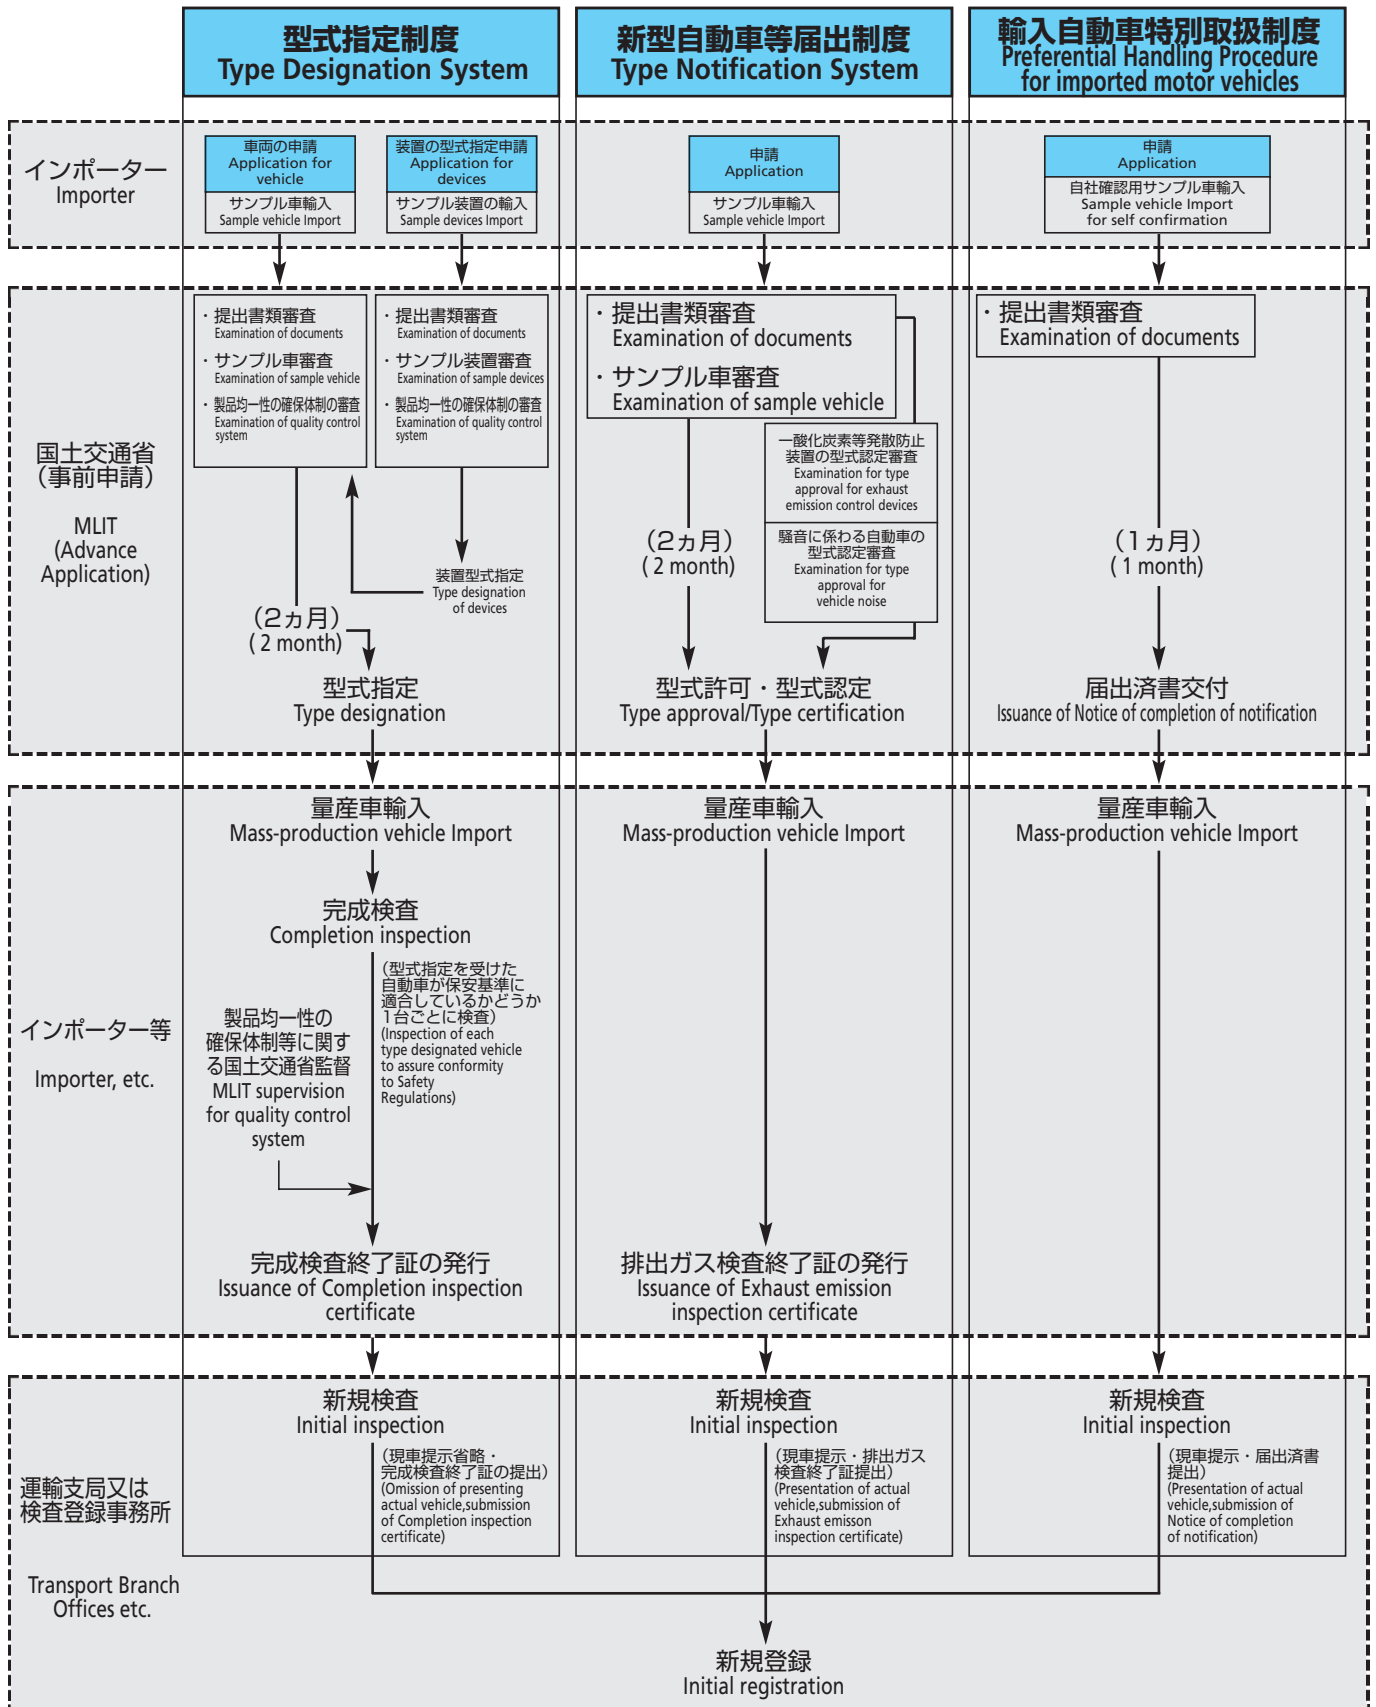 型式指定制度
Type Designation System
新型自動車等届出制度
Type Notification System
輸入自動車特別取扱制度
Preferential Handling Procedure
for imported motor vehicles
インポーター
Importer
車両の申請
Application for
vehicle
サンプル車輸入
Sample vehicle Import
装置の型式指定申請
Application for
devices
サンプル装置の輸入
Sample devices Import
申請
Application
サンプル車輸入
Sample vehicle Import
申請
Application
自社確認用サンプル車輸入
Sample vehicle Import
for self confirmation
国土交通省
（事前申請）
MLIT
(Advance
Application)
・提出書類審査
Examination of documents
・サンプル車審査
Examination of sample vehicle
・製品均一性の確保体制の審査
Examination of quality control
system
・提出書類審査
Examination of documents
・サンプル装置審査
Examination of sample devices
・製品均一性の確保体制の審査
Examination of quality control
system
装置型式指定
Type designation
of devices
（2ヵ月）
( 2 month)
型式指定
Type designation
・提出書類審査
Examination of documents
・サンプル車審査
Examination of sample vehicle
一酸化炭素等発散防止
装置の型式認定審査
Examination for type
approval for exhaust
emission control devices
騒音に係わる自動車の
型式認定審査
Examination for type
approval for
vehicle noise
（2ヵ月）
( 2 month)
型式許可・型式認定
Type approval/Type certification
・提出書類審査
Examination of documents
（1ヵ月）
( 1 month)
届出済書交付
Issuance of Notice of completion of notification
インポーター等
Importer, etc.
量産車輸入
Mass-production vehicle Import
完成検査
Completion inspection
（型式指定を受けた
自動車が保安基準に
適合しているかどうか
1台ごとに検査）
(Inspection of each
type designated vehicle
to assure conformity
to Safety
Regulations)
製品均一性の
確保体制等に関す
る国土交通省監督
MLIT supervision
for quality control
system
完成検査終了証の発行
Issuance of Completion inspection
certificate
量産車輸入
Mass-production vehicle Import
排出ガス検査終了証の発行
Issuance of Exhaust emission
inspection certificate
量産車輸入
Mass-production vehicle Import
運輸支局又は
検査登録事務所
Transport Branch
Offices etc.
新規検査
Initial inspection
（現車提示省略・
完成検査終了証の提出）
(Omission of presenting
actual vehicle,submission
of Completion inspection
certificate)
新規検査
Initial inspection
（現車提示・排出ガス
検査終了証提出）
(Presentation of actual
vehicle,submission of
Exhaust emisson
inspection certificate)
新規検査
Initial inspection
（現車提示・届出済書
提出）
(Presentation of actual
vehicle,submission of
Notice of completion
of notification)
新規登録
Initial registration